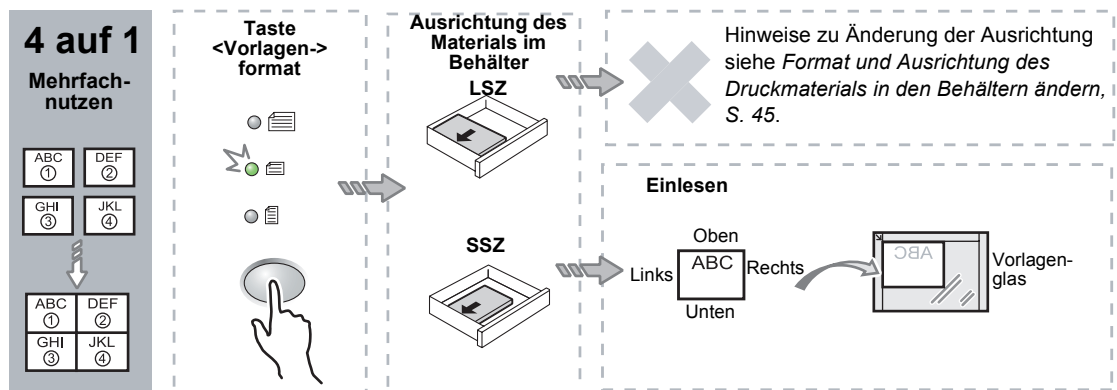 4 auf 1
Mehrfach-
nutzen
ABC
①
DEF
②
GHI
③
JKL
④
ABC
①
DEF
②
GHI
③
JKL
④
Taste
<Vorlagen->
format
Ausrichtung des
Materials im
Behälter
LSZ
SSZ
Hinweise zu Änderung der Ausrichtung
siehe Format und Ausrichtung des
Druckmaterials in den Behältern ändern,
S. 45.
Einlesen
Oben
Links
ABC
Rechts
Unten
ABC
Vorlagen-
glas